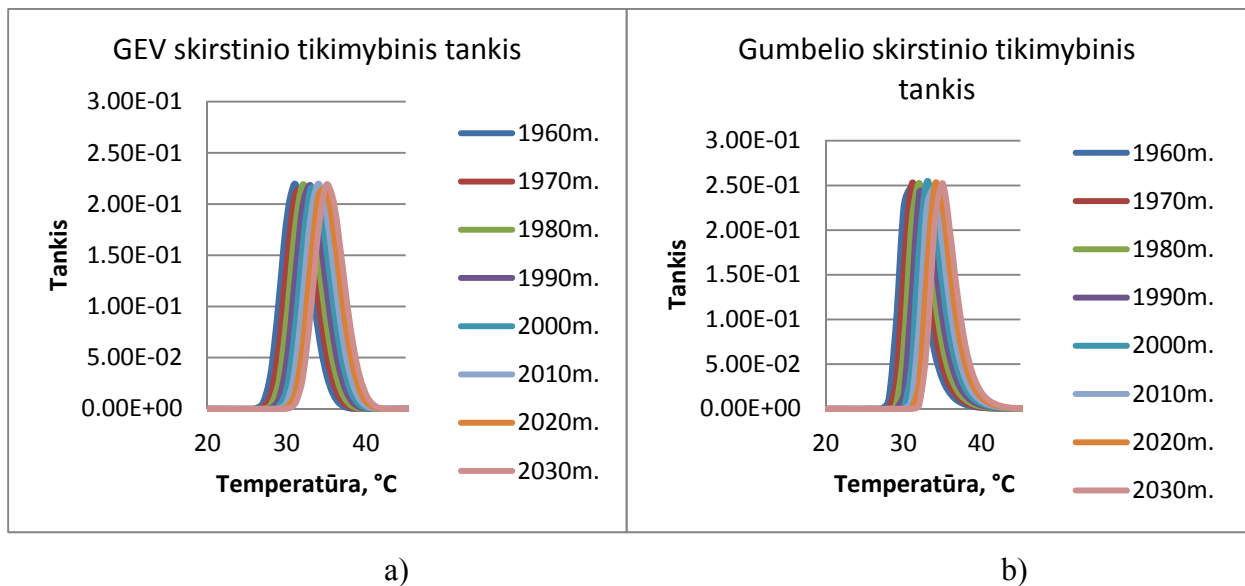 GEV skirstinio tikimybinis tankis
3.00E-01
2.50E-01
2.00E-01
1.50E-01
1.00E-01
5.00E-02
0.00E+00
Tankis
20
30
40
Temperatūra, °C
1960m.
1970m.
1980m.
1990m.
2000m.
2010m.
2020m.
2030m.
a)
Gumbelio skirstinio tikimybinis
tankis
3.00E-01
2.50E-01
2.00E-01
1.50E-01
1.00E-01
5.00E-02
0.00E+00
Tankis
20
30
40
Temperatūra, °C
1960m.
1970m.
1980m.
1990m.
2000m.
2010m.
2020m.
2030m.
b)